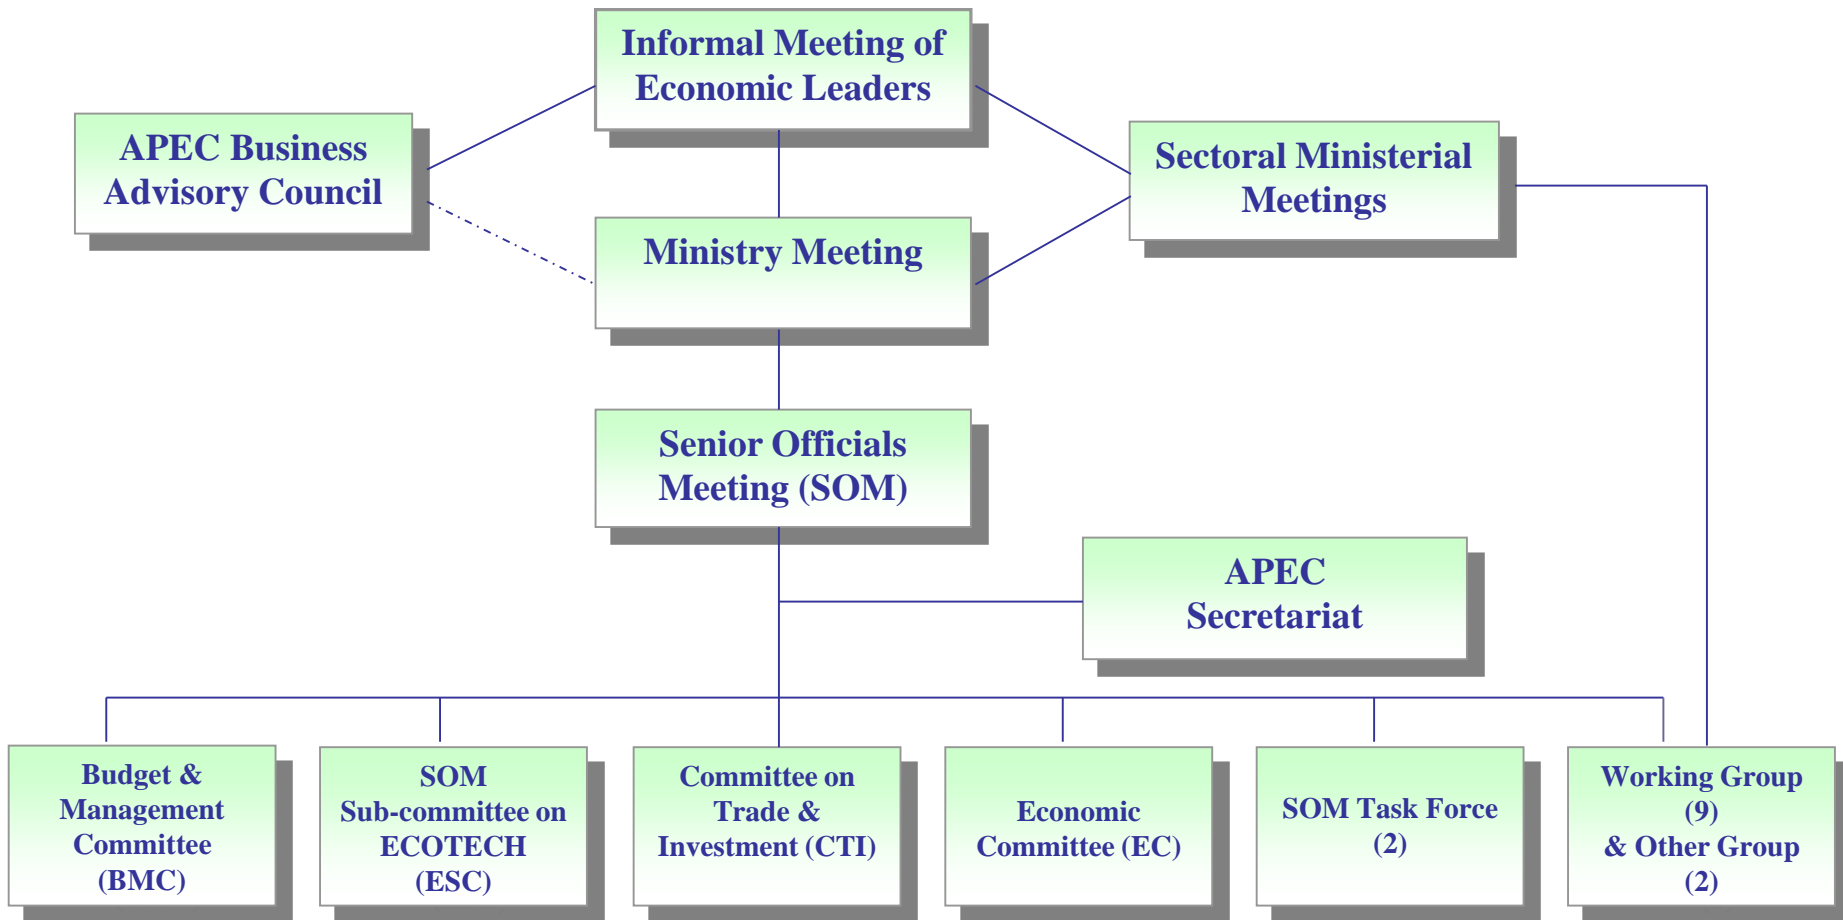 Informal Meeting of
Economic Leaders
APEC Business
Advisory Council
Sectoral Ministerial
Meetings
Ministry Meeting
Senior Officials
Meeting (SOM)
APEC
Secretariat
Budget &
Management
Committee
(BMC)
SOM
Sub-committee on
ECOTECH
(ESC)
Committee on
Trade &
Investment (CTI)
Economic
Committee (EC)
SOM Task Force
(2)
Working Group
(9)
& Other Group
(2)